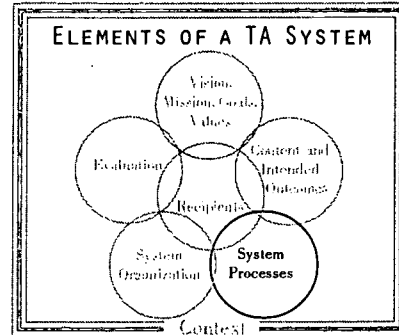 ELEMENTS OF A TA SYSTEM
Vision,
Mission, Goals,
Values
Evaluation
Content and
Intended
Outcomes
Recipients
System
Organization
System
Processes
Context